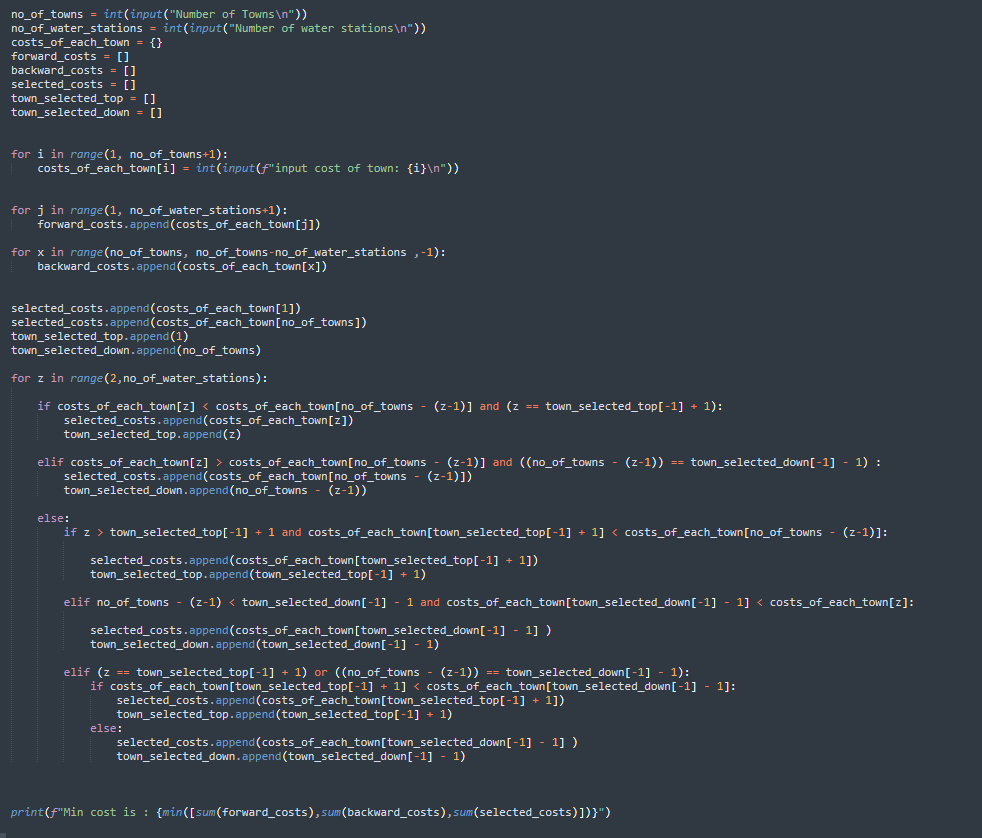 no_of_towns = int(input("Number of Towns\n"))
no_of_water_stations = int(input("Number of water stations\n"))
costs_of_each_town = {}
forward_costs = []
backward_costs = []
selected_costs = []
town_selected_top = []
town_selected_down = []
for i in range(1, no_of_towns+1):
    costs_of_each_town[i] = int(input(f"input cost of town: {i}\n"))
for j in range(1, no_of_water_stations+1):
    forward_costs.append(costs_of_each_town[j])
for x in range(no_of_towns, no_of_towns-no_of_water_stations ,-1):
    backward_costs.append(costs_of_each_town[x])
selected_costs.append(costs_of_each_town[1])
selected_costs.append(costs_of_each_town[no_of_towns])
town_selected_top.append(1)
town_selected_down.append(no_of_towns)
for z in range(2,no_of_water_stations):
    if costs_of_each_town[z] < costs_of_each_town[no_of_towns - (z-1)] and (z == town_selected_top[-1] + 1):
        selected_costs.append(costs_of_each_town[z])
        town_selected_top.append(z)
    elif costs_of_each_town[z] > costs_of_each_town[no_of_towns - (z-1)] and ((no_of_towns - (z-1)) == town_selected_down[-1] - 1) :
        selected_costs.append(costs_of_each_town[no_of_towns - (z-1)])
        town_selected_down.append(no_of_towns - (z-1))
    else:
        if z > town_selected_top[-1] + 1 and costs_of_each_town[town_selected_top[-1] + 1] < costs_of_each_town[no_of_towns - (z-1)]:
            selected_costs.append(costs_of_each_town[town_selected_top[-1] + 1])
            town_selected_top.append(town_selected_top[-1] + 1)
        elif no_of_towns - (z-1) < town_selected_down[-1] - 1 and costs_of_each_town[town_selected_down[-1] - 1] < costs_of_each_town[z]:
            selected_costs.append(costs_of_each_town[town_selected_down[-1] - 1] )
            town_selected_down.append(town_selected_down[-1] - 1)
        elif (z == town_selected_top[-1] + 1) or ((no_of_towns - (z-1)) == town_selected_down[-1] - 1):
            if costs_of_each_town[town_selected_top[-1] + 1] < costs_of_each_town[town_selected_down[-1] - 1]:
                selected_costs.append(costs_of_each_town[town_selected_top[-1] + 1])
                town_selected_top.append(town_selected_top[-1] + 1)
            else:
                selected_costs.append(costs_of_each_town[town_selected_down[-1] - 1] )
                town_selected_down.append(town_selected_down[-1] - 1)
print(f"Min cost is : {min([sum(forward_costs),sum(backward_costs),sum(selected_costs)])}")